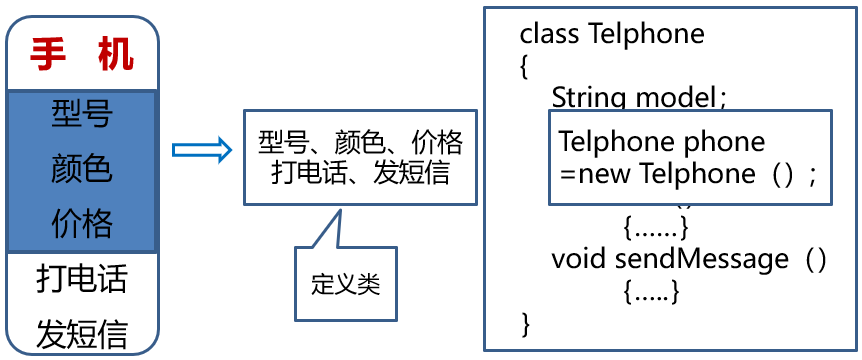 手 机
型号
颜色
价格
打电话
发短信
型号、颜色、价格
打电话、发短信
定义类
class Telphone
{
String model；
Telphone phone
=new Telphone（）;
{……}
void sendMessage（）
{…..}
}